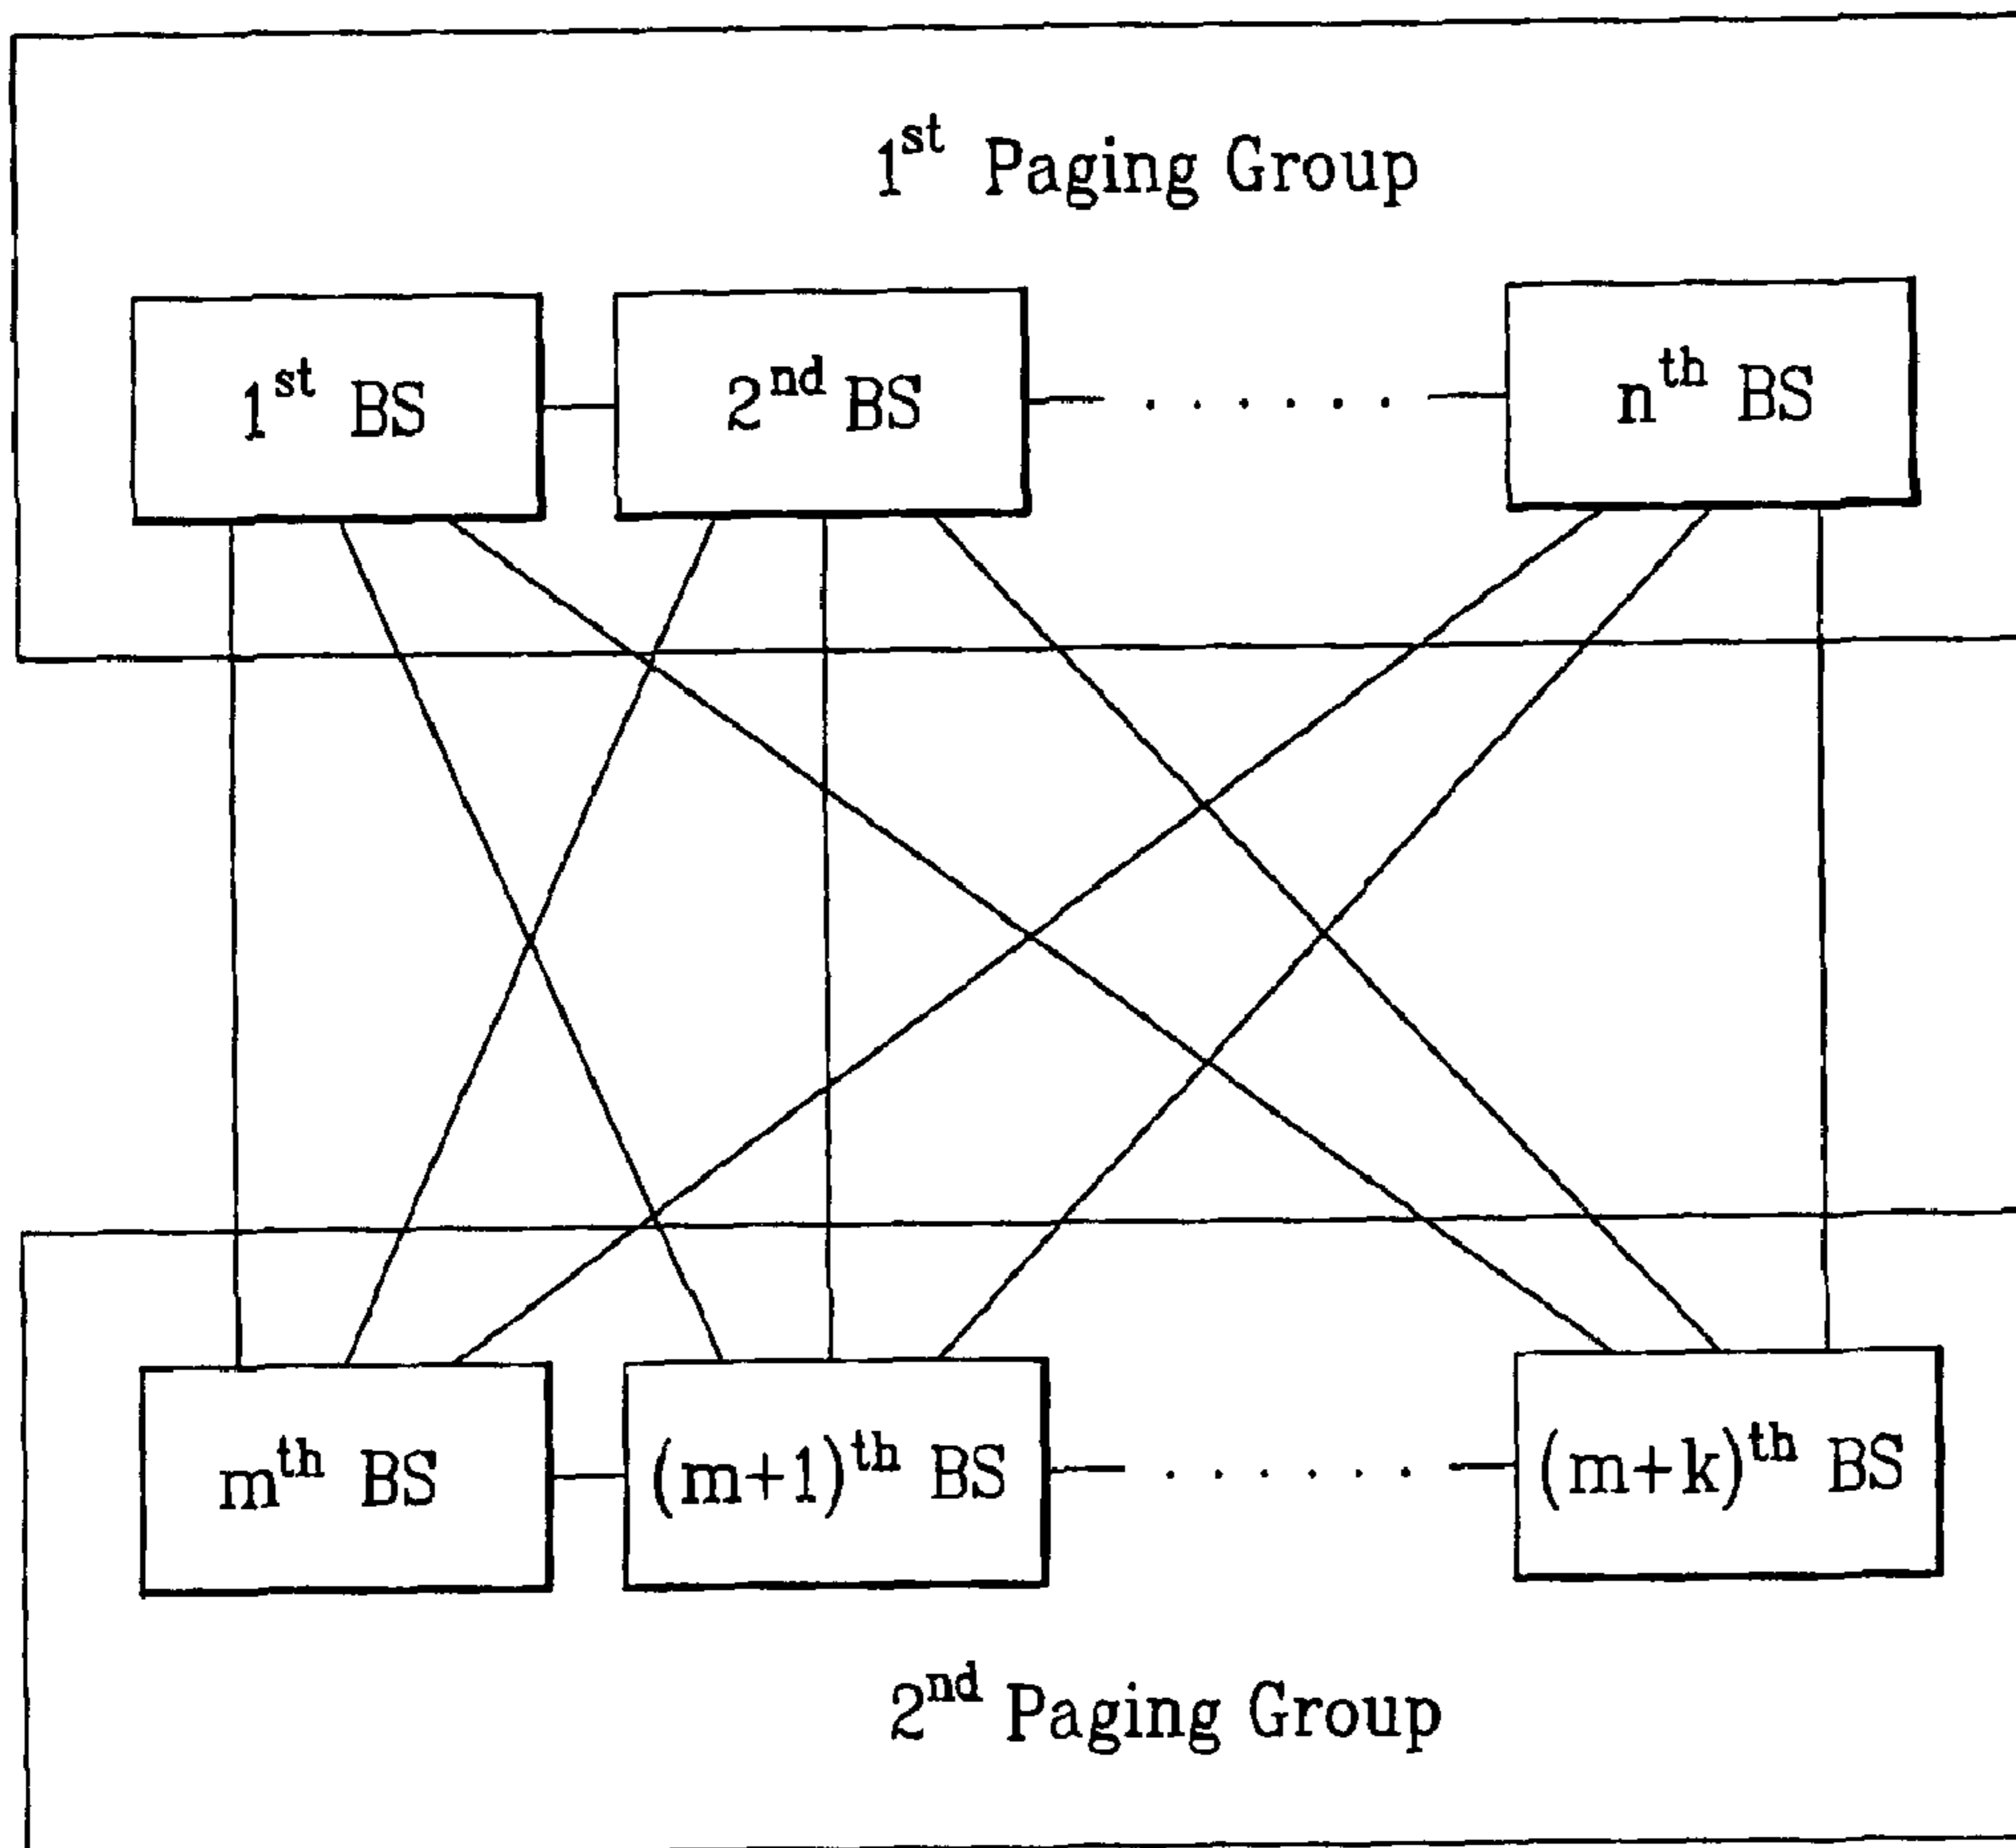 1st Paging Group
1st BS
2nd BS
nth BS
mth BS
(m+1)th BS
(m+k)th BS
2nd Paging Group